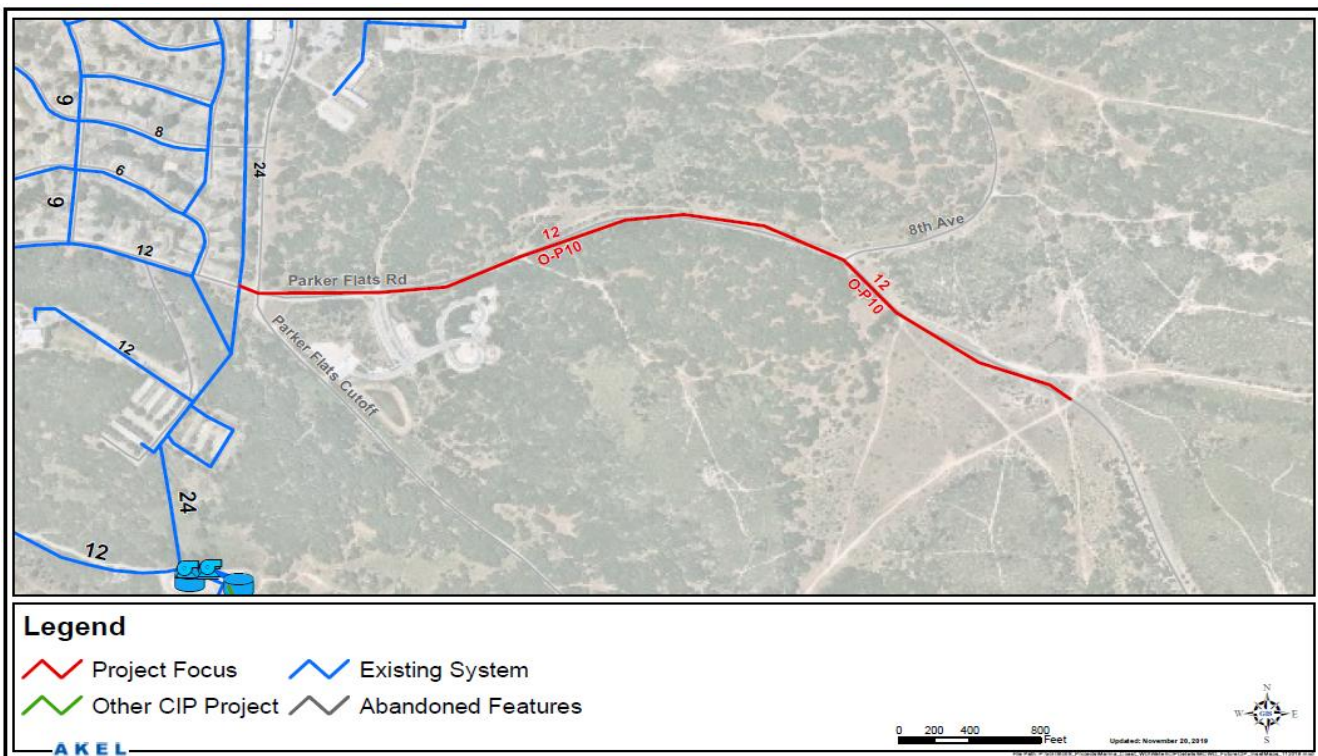 9
8
24
6
9
12
12
O-P10
8th Ave
Parker Flats Rd
12
O-P10
Parker Flats Cutoff
12
24
12
Legend
Project Focus
Existing System
Other CIP Project
Abandoned Features
0 200 400 800
Feet
Updated: November 26, 2019
N
W GIS E
S
AKEL